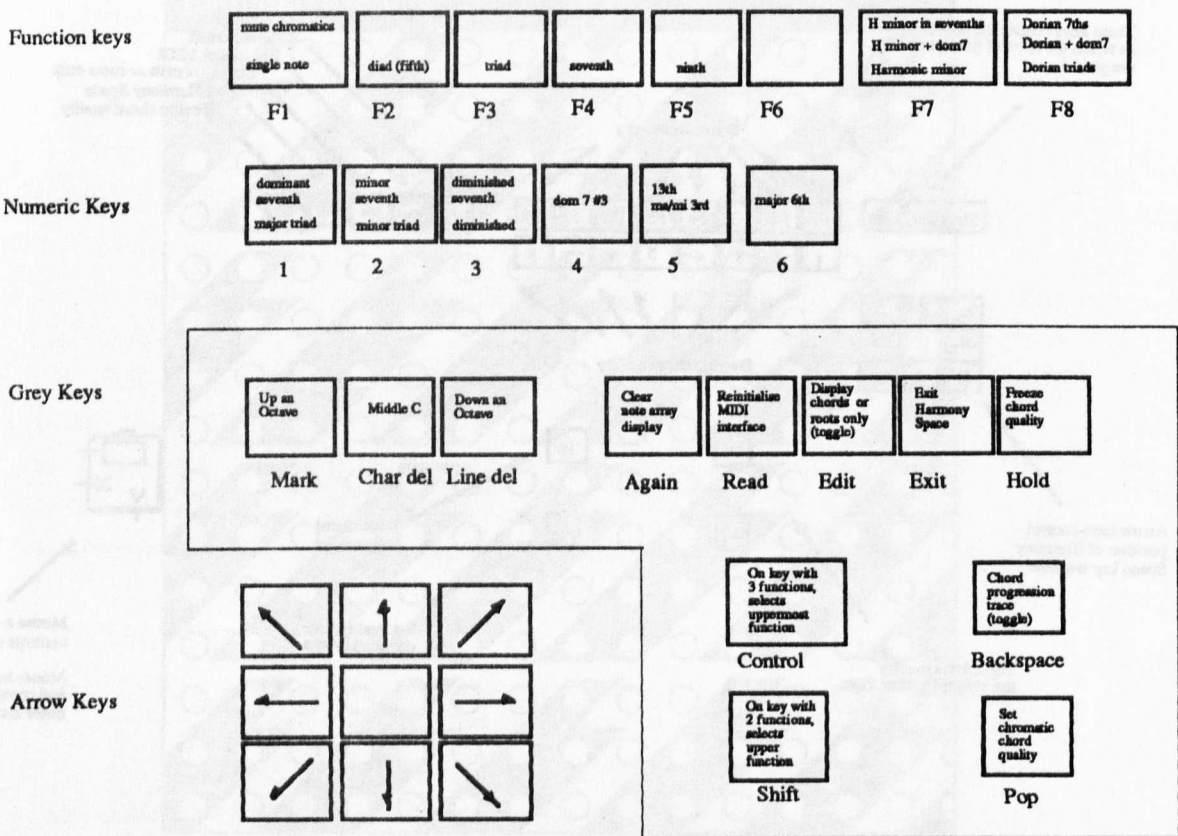 Function keys
mute chromatics
single note
diad (fifth)
triad
seventh
ninth
H minor in sevenths
H minor + dom7
Harmonic minor
Dorian 7ths
Dorian + dom7
Dorian triads
F1 F2 F3 F4 F5 F6 F7 F8
Numeric Keys
dominant
seventh
major triad
minor
seventh
minor triad
diminished
seventh
diminished
dom 7 #3
13th
ma/mi 3rd
major 6th
1 2 3 4 5 6
Grey Keys
Up an
Octave
Middle C
Down an
Octave
Clear
note array
display
Reinitialise
MIDI
interface
Display
chords or
roots only
(toggle)
Exit
Harmony
Space
Freeze
chord
quality
Mark Char del Line del Again Read Edit Exit Hold
Arrow Keys
On key with
3 functions,
selects
uppermost
function
Control
Chord
progression
trace
(toggle)
Backspace
On key with
2 functions,
selects
upper
function
Shift
Set
chromatic
chord
quality
Pop